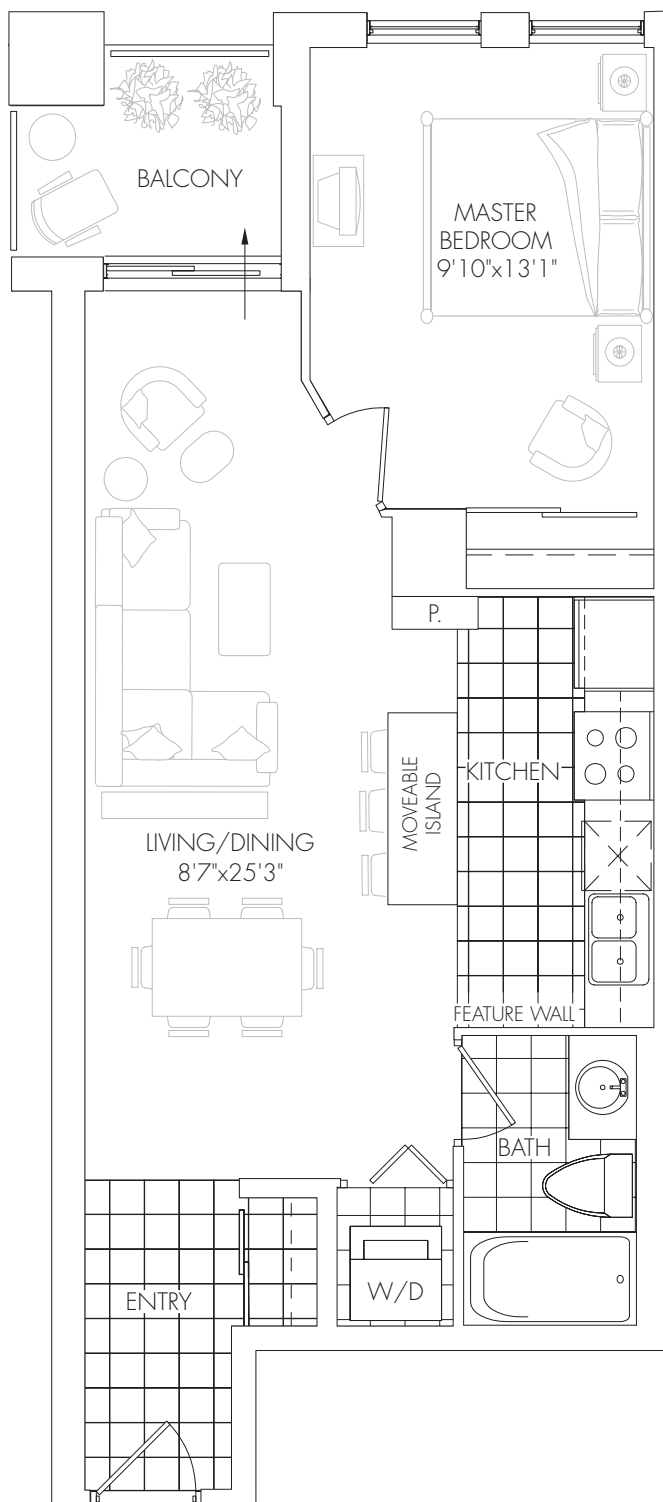 BALCONY
MASTER
BEDROOM
9'10"x13'1"
P.
MOVEABLE
ISLAND
KITCHEN
LIVING/DINING
8'7"x25'3"
FEATURE WALL
BATH
W/D
ENTRY